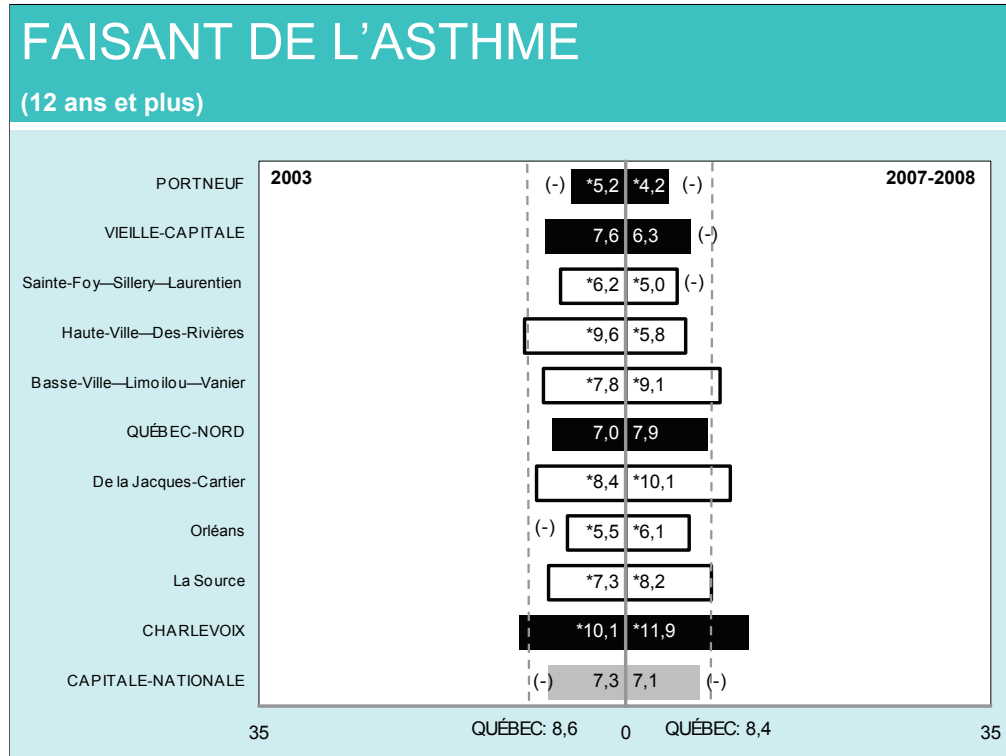 FAISANT DE L'ASTHME
(12 ans et plus)
2003 2007-2008
PORTNEUF (-) *5,2 *4,2 (-)
VIEILLE-CAPITALE 7,6 6,3 (-)
Sainte-Foy—Sillery—Laurentien *6,2 *5,0 (-)
Haute-Ville—Des-Rivières *9,6 *5,8
Basse-Ville—Limoilou—Vanier *7,8 *9,1
QUÉBEC-NORD 7,0 7,9
De la Jacques-Cartier *8,4 *10,1
Orléans (-) *5,5 *6,1
La Source *7,3 *8,2
CHARLEVOIX *10,1 *11,9
CAPITALE-NATIONALE (-) 7,3 7,1 (-)
35 QUÉBEC: 8,6 0 QUÉBEC: 8,4 35